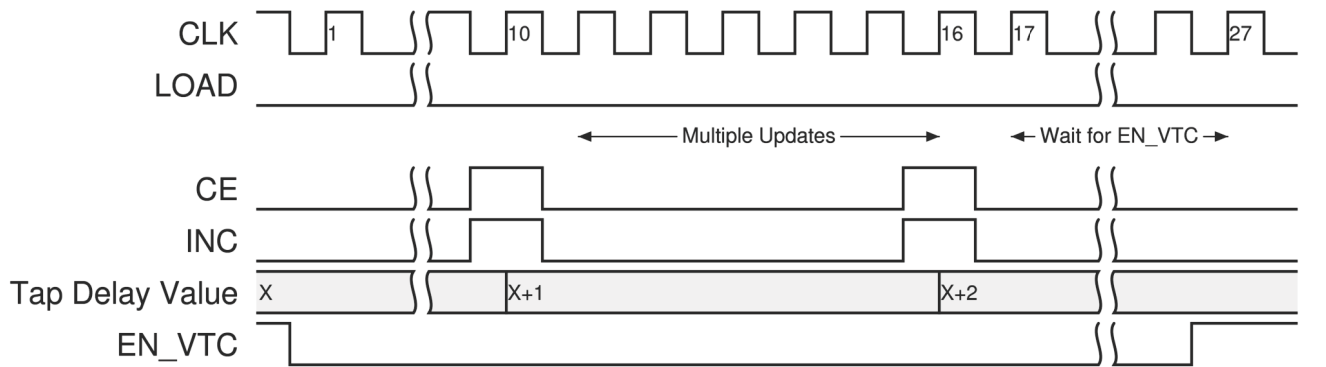 CLK 1 10 16 17 27
LOAD
Multiple Updates Wait for EN_VTC
CE
INC
Tap Delay Value X X+1 X+2
EN_VTC